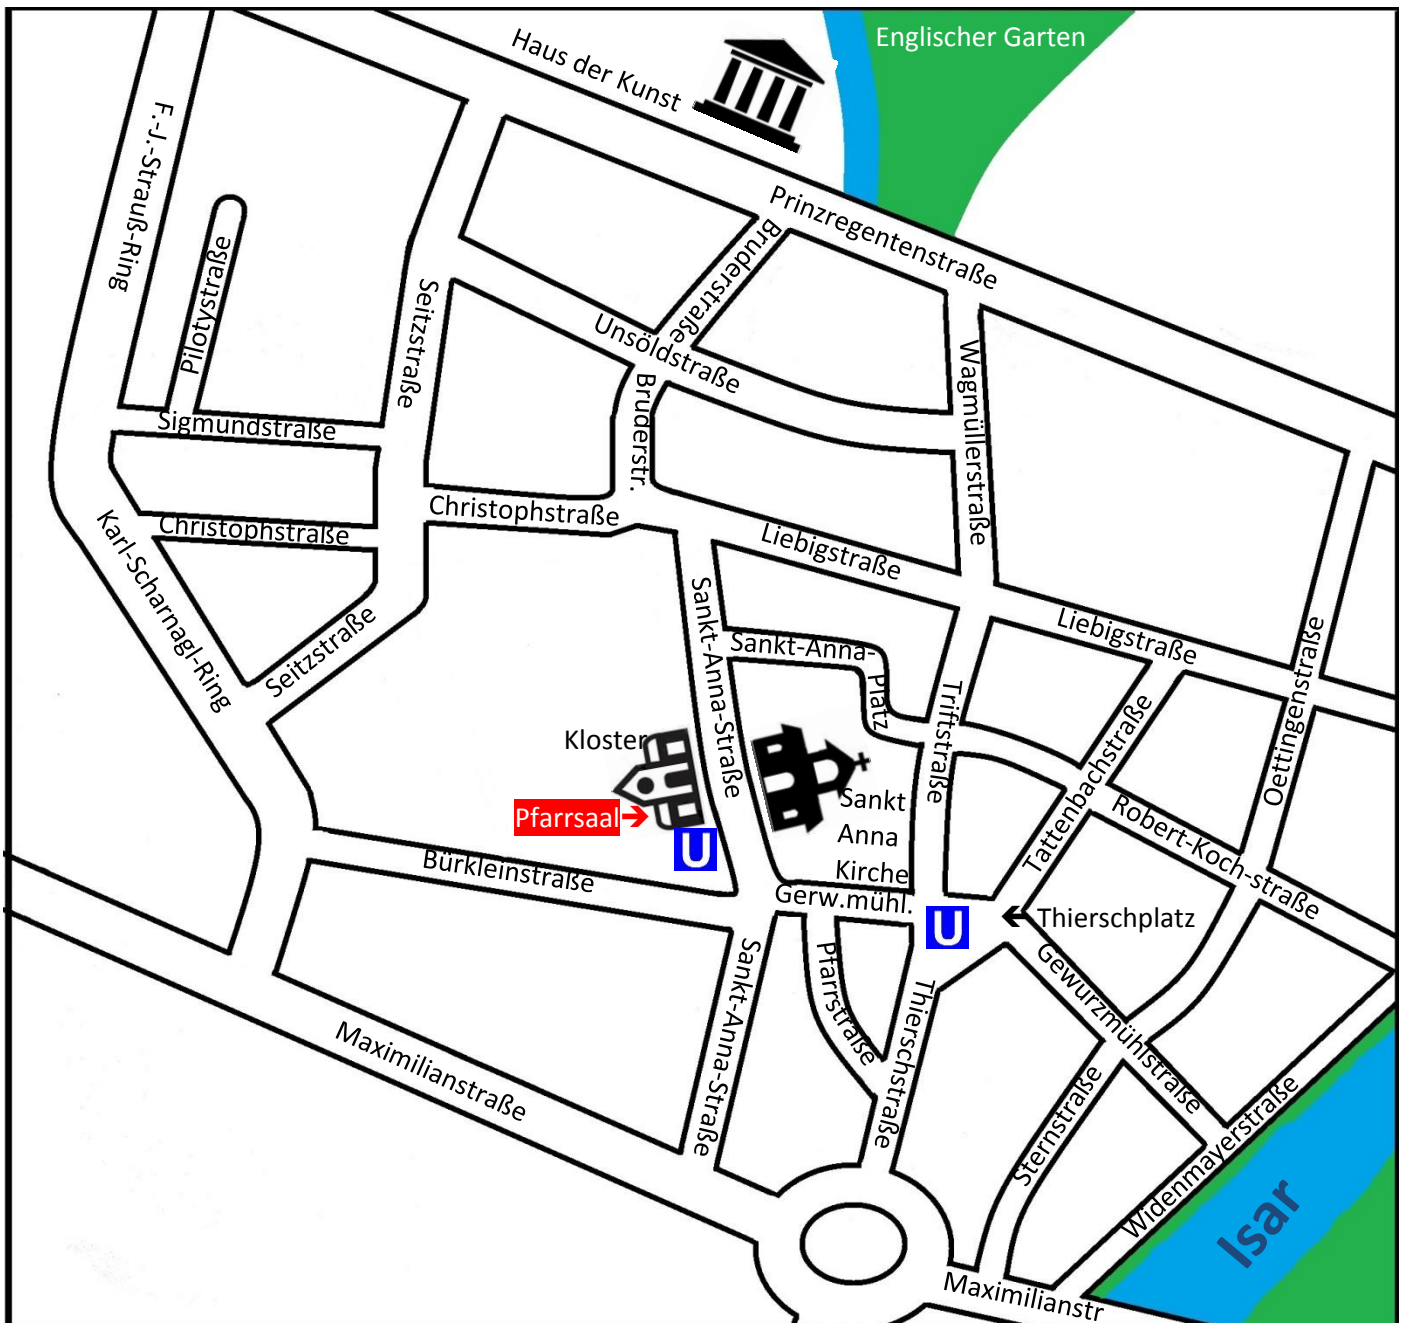 Englischer Garten
Haus der Kunst
Prinzregentenstraße
F.-J.-Strauß-Ring
Pilotystraße
Seitzstraße
Bruderstraße
Unsöldstraße
Wagmüllerstraße
Bruderstr.
Sigmundstraße
Christophstraße
Christophstraße
Liebigstraße
Karl-Scharnagl-Ring
Seitzstraße
Sankt-Anna-Straße
Sankt-Anna-
Platz
Liebigstraße
Oettingenstraße
Triftstraße
Tattenbachstraße
Kloster
Pfarrsaal
U
Sankt
Anna
Kirche
Robert-Koch-straße
Bürkleinstraße
Gerw.mühl.
U
Thierschplatz
Sankt-Anna-Straße
Pfarrstraße
Thierschstraße
Gewurzmühlstraße
Maximilianstraße
Sternstraße
Widenmayerstraße
Isar
Maximilianstr